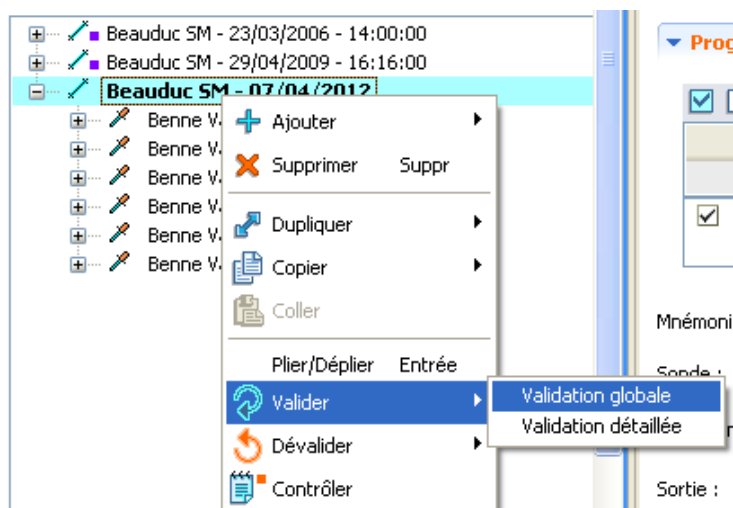 Beauduc SM - 23/03/2006 - 14:00:00
Beauduc SM - 29/04/2009 - 16:16:00
Beauduc SM - 07/04/2012
Benne V
Benne V
Benne V
Benne V
Benne V
Benne V
Ajouter
Supprimer Suppr
Dupliquer
Copier
Coller
Plier/Déplier Entrée
Valider
Dévalider
Contrôler
Validation globale
Validation détaillée
Prog
Mnémoni
Sonde :
Sortie :